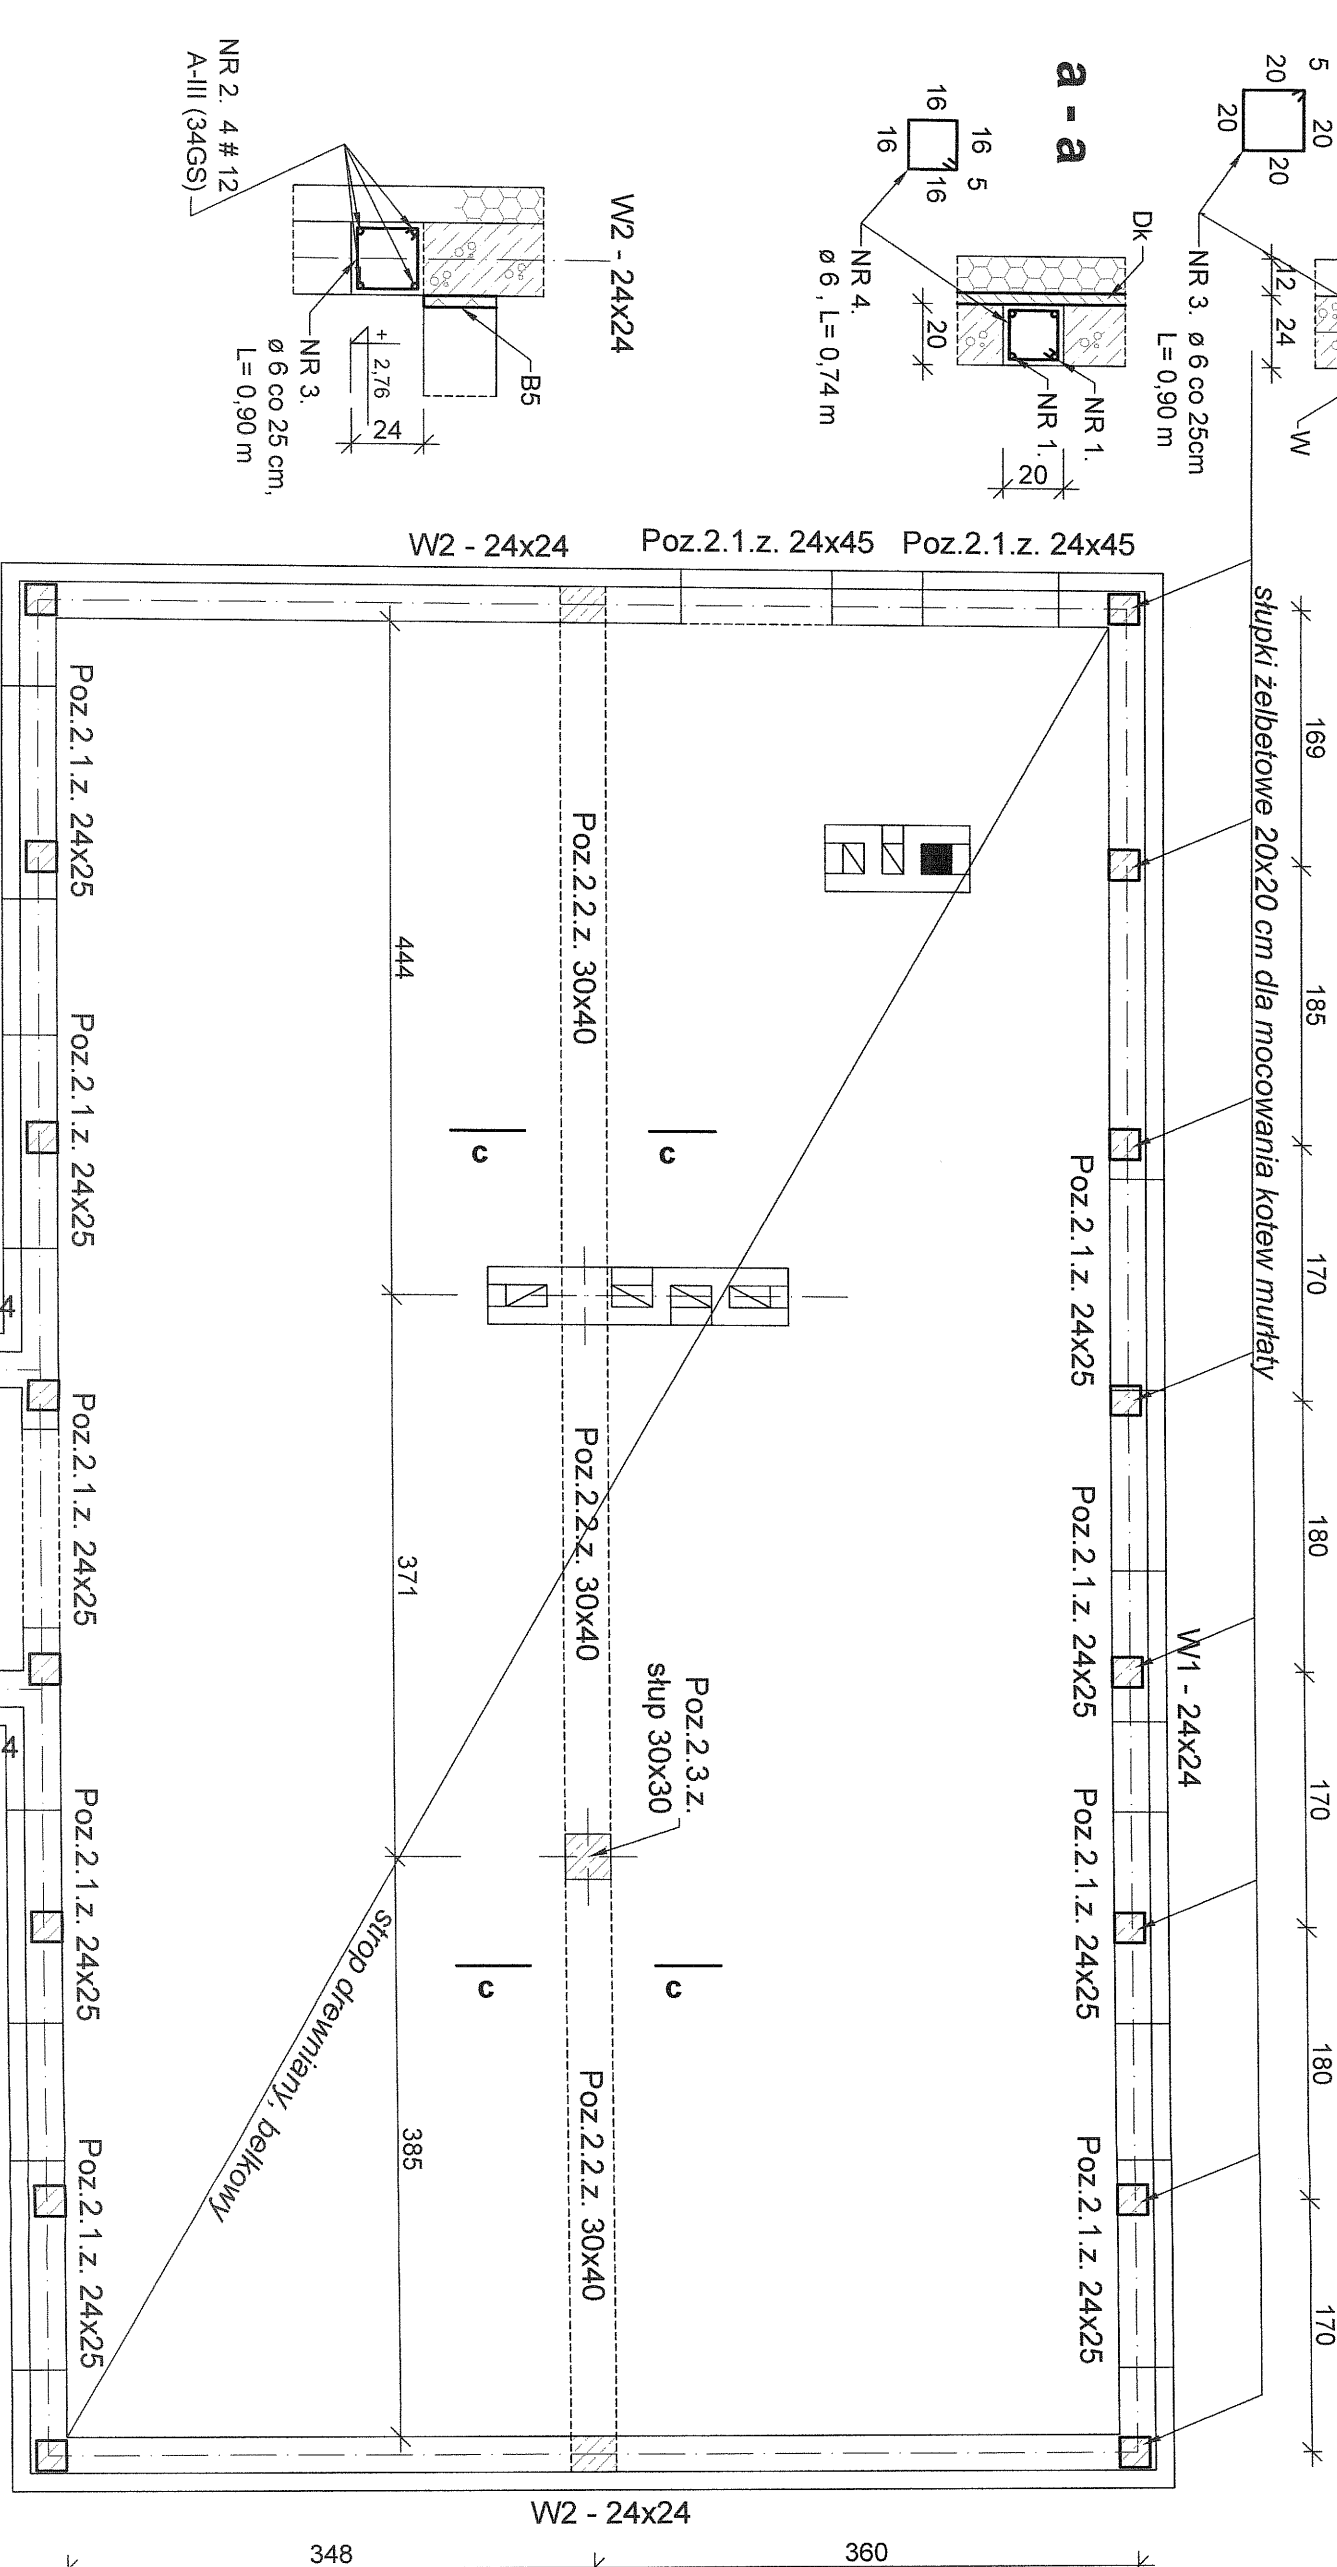 5
20
20
20
20
12
24
W
NR 3. ø 6 co 25cm
L= 0,90 m
a - a
16
16
16
16
5
Dk
20
NR 1.
NR 1.
20
NR 4.
ø 6 , L= 0,74 m
W2 - 24x24
B5
NR 2. 4 # 12
A-III (34GS)
NR 3.
ø 6 co 25 cm,
L= 0,90 m
+ 2,76
24
słupki żelbetowe 20x20 cm dla mocowania kotew murłaty
169
185
170
180
170
180
170
W2 - 24x24
Poz.2.1.z. 24x45
Poz.2.1.z. 24x45
W1 - 24x24
Poz.2.1.z. 24x25
Poz.2.1.z. 24x25
Poz.2.1.z. 24x25
Poz.2.1.z. 24x25
Poz.2.3.z.
słup 30x30
c
c
c
c
Poz.2.2.z. 30x40
Poz.2.2.z. 30x40
Poz.2.2.z. 30x40
444
371
385
strop drewniany, belkowy
Poz.2.1.z. 24x25
Poz.2.1.z. 24x25
Poz.2.1.z. 24x25
Poz.2.1.z. 24x25
Poz.2.1.z. 24x25
4
4
W2 - 24x24
348
360